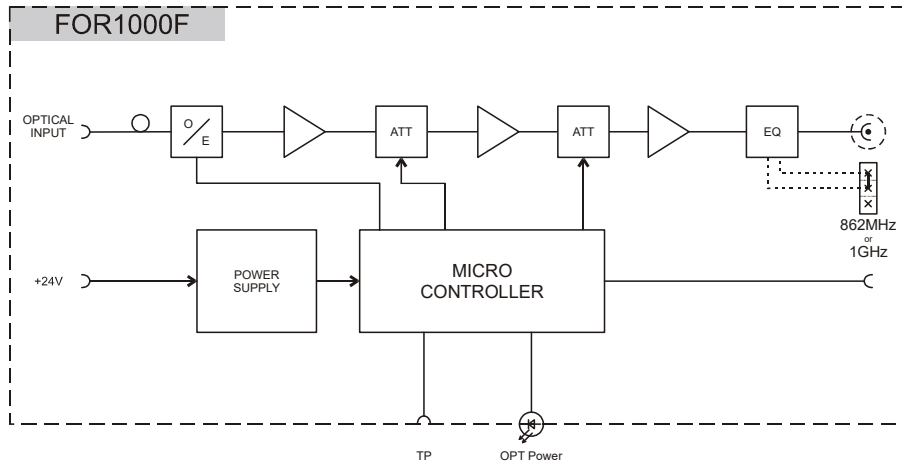 FOR1000F
OPTICAL
INPUT
O
E
ATT
ATT
EQ
862MHz
or
1GHz
+24V
POWER
SUPPLY
MICRO
CONTROLLER
TP
OPT Power